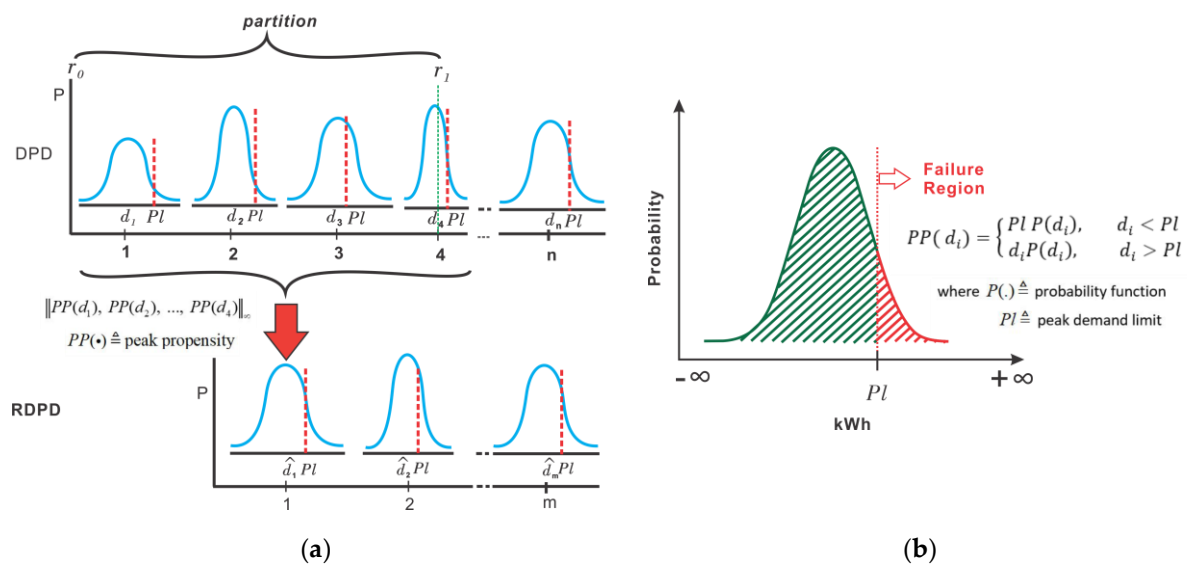 partition
r₀
r₁
P
DPD
d₁ Pl
d₂ Pl
d₃ Pl
d₄ Pl
dₙ Pl
1
2
3
4
...
n
‖PP(d₁), PP(d₂), ..., PP(d₄)‖∞
PP(•) ≜ peak propensity
RDPD
P
d̂₁ Pl
d̂₂ Pl
d̂ₘ Pl
1
2
m
(a)
Probability
Failure
Region
PP(dᵢ) = { Pl P(dᵢ), dᵢ < Pl
dᵢP(dᵢ), dᵢ > Pl
where P(.) ≜ probability function
Pl ≜ peak demand limit
-∞
Pl
+∞
kWh
(b)